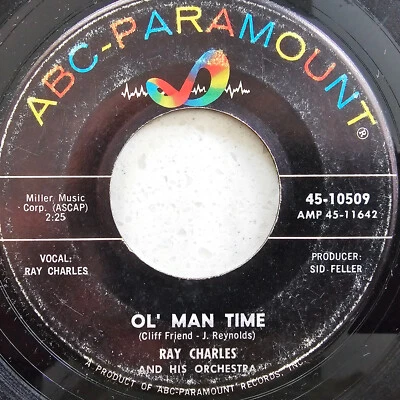 ABC-PARAMOUNT®
Miller Music
Corp. (ASCAP)
2:25
45-10509
AMP 45-11642
VOCAL:
RAY CHARLES
PRODUCER:
SID FELLER
OL' MAN TIME
(Cliff Friend - J. Reynolds)
RAY CHARLES
AND HIS ORCHESTRA
A PRODUCT OF ABC-PARAMOUNT RECORDS, INC.